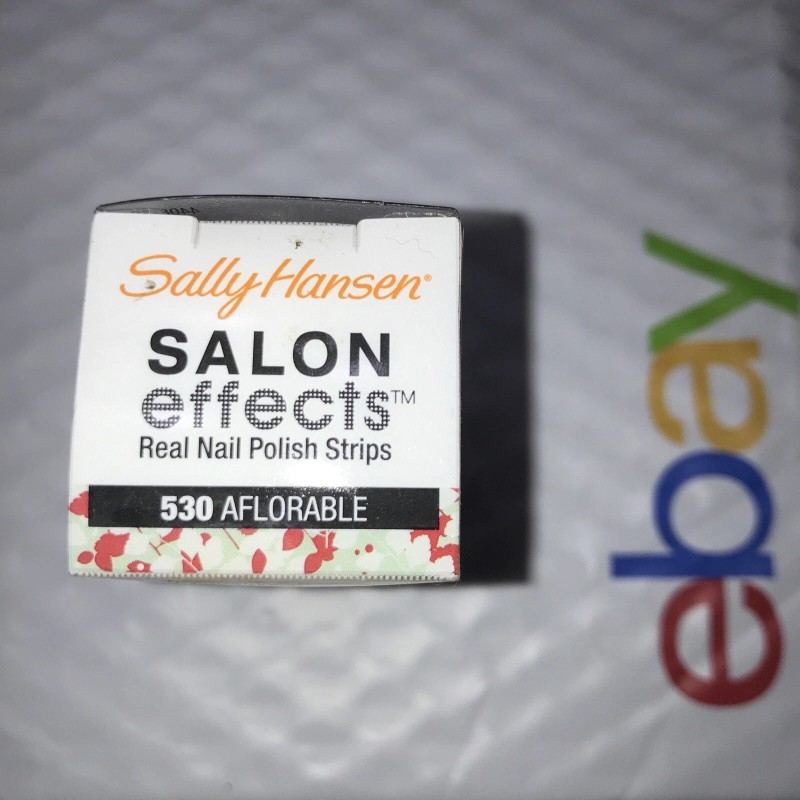 Sally Hansen®
SALON
effects™
Real Nail Polish Strips
530 AFLORABLE
ebay